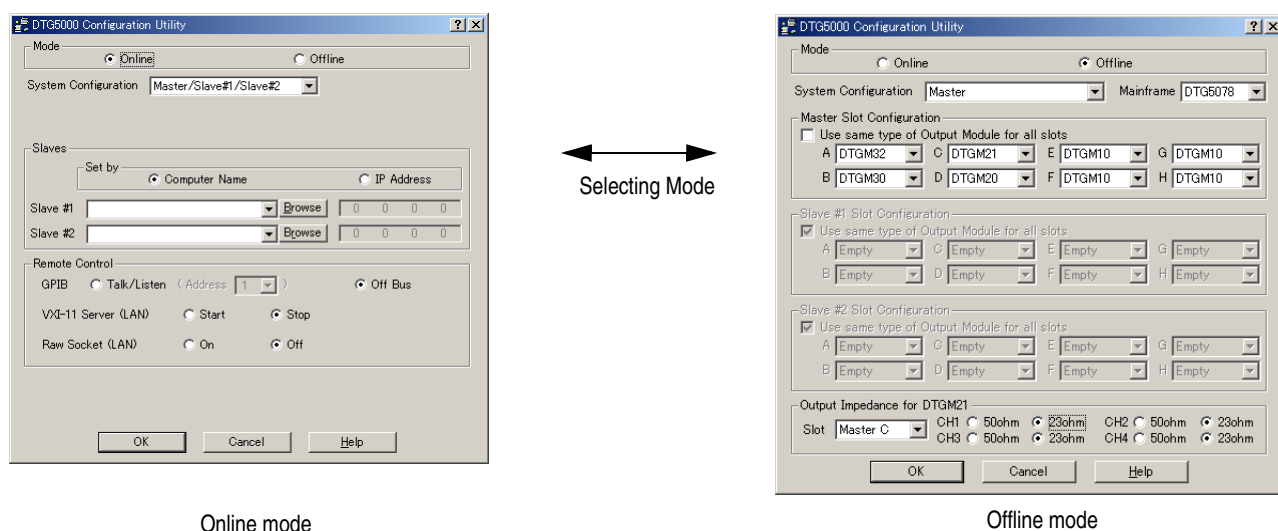 DTG5000 Configuration Utility
Mode
Online Offline
System Configuration Master/Slave#1/Slave#2
Slaves
Set by
Computer Name IP Address
Slave #1 Browse 0 0 0 0
Slave #2 Browse 0 0 0 0
Remote Control
GPIB Talk/Listen ( Address 1 ) Off Bus
VXI-11 Server (LAN) Start Stop
Raw Socket (LAN) On Off
OK Cancel Help
Online mode
Selecting Mode
DTG5000 Configuration Utility
Mode
Online Offline
System Configuration Master Mainframe DTG5078
Master Slot Configuration
Use same type of Output Module for all slots
A DTGM32 C DTGM21 E DTGM10 G DTGM10
B DTGM30 D DTGM20 F DTGM10 H DTGM10
Slave #1 Slot Configuration
Use same type of Output Module for all slots
A Empty C Empty E Empty G Empty
B Empty D Empty F Empty H Empty
Slave #2 Slot Configuration
Use same type of Output Module for all slots
A Empty C Empty E Empty G Empty
B Empty D Empty F Empty H Empty
Output Impedance for DTGM21
Slot Master C CH1 50ohm 23ohm CH2 50ohm 23ohm
CH3 50ohm 23ohm CH4 50ohm 23ohm
OK Cancel Help
Offline mode